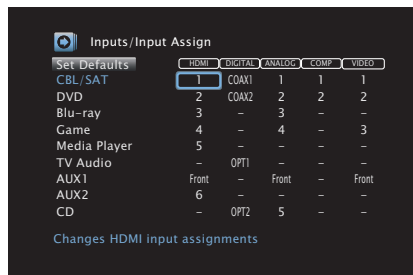 Inputs/Input Assign
Set Defaults HDMI DIGITAL ANALOG COMP VIDEO
CBL/SAT 1 COAX1 1 1 1
DVD 2 COAX2 2 2 2
Blu-ray 3 – 3 – –
Game 4 – 4 – 3
Media Player 5 – – – –
TV Audio – OPT1 – – –
AUX1 Front – Front – Front
AUX2 6 – – – –
CD – OPT2 5 – –
Changes HDMI input assignments